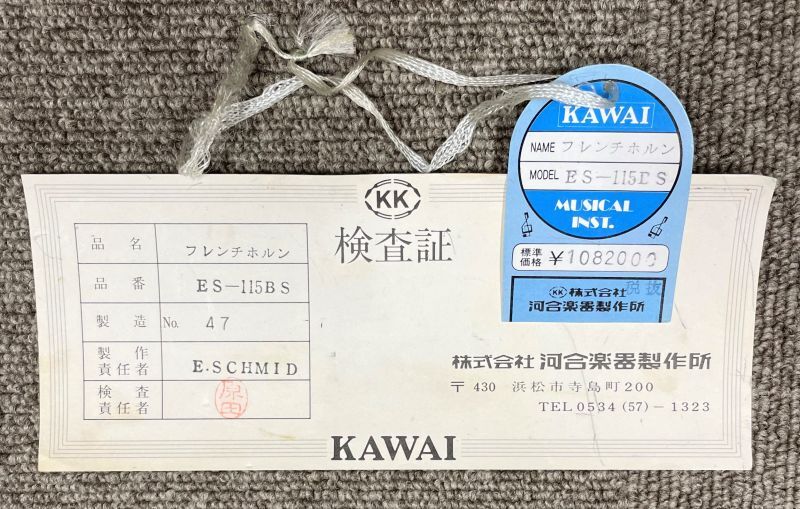 KK
検査証
品名 フレンチホルン
品番 ES-115BS
製造 No. 47
製作
責任者 E.SCHMID
検査
責任者 原田
株式会社 河合楽器製作所
〒430 浜松市寺島町200
TEL 0534 (57)-1323
KAWAI
KAWAI
NAME フレンチホルン
MODEL ES-115BS
MUSICAL
INST.
標準
価格 ¥1082000
税抜
KK 株式会社
河合楽器製作所